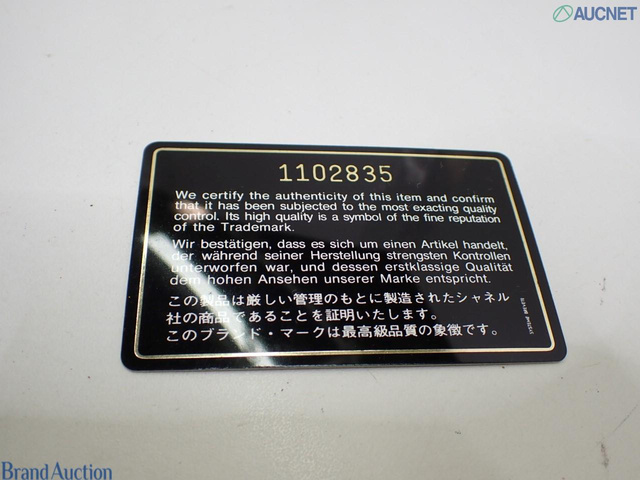 AUCNET
1102835
We certify the authenticity of this item and confirm
that it has been subjected to the most exacting quality
control. Its high quality is a symbol of the fine reputation
of the Trademark.
Wir bestätigen, dass es sich um einen Artikel handelt,
der während seiner Herstellung strengsten Kontrollen
unterworfen war, und dessen erstklassige Qualität
dem hohen Ansehen unserer Marke entspricht.
この製品は厳しい管理のもとに製造されたシャネル
社の商品であることを証明いたします。
このブランド・マークは最高級品質の象徴です。
Brand Auction